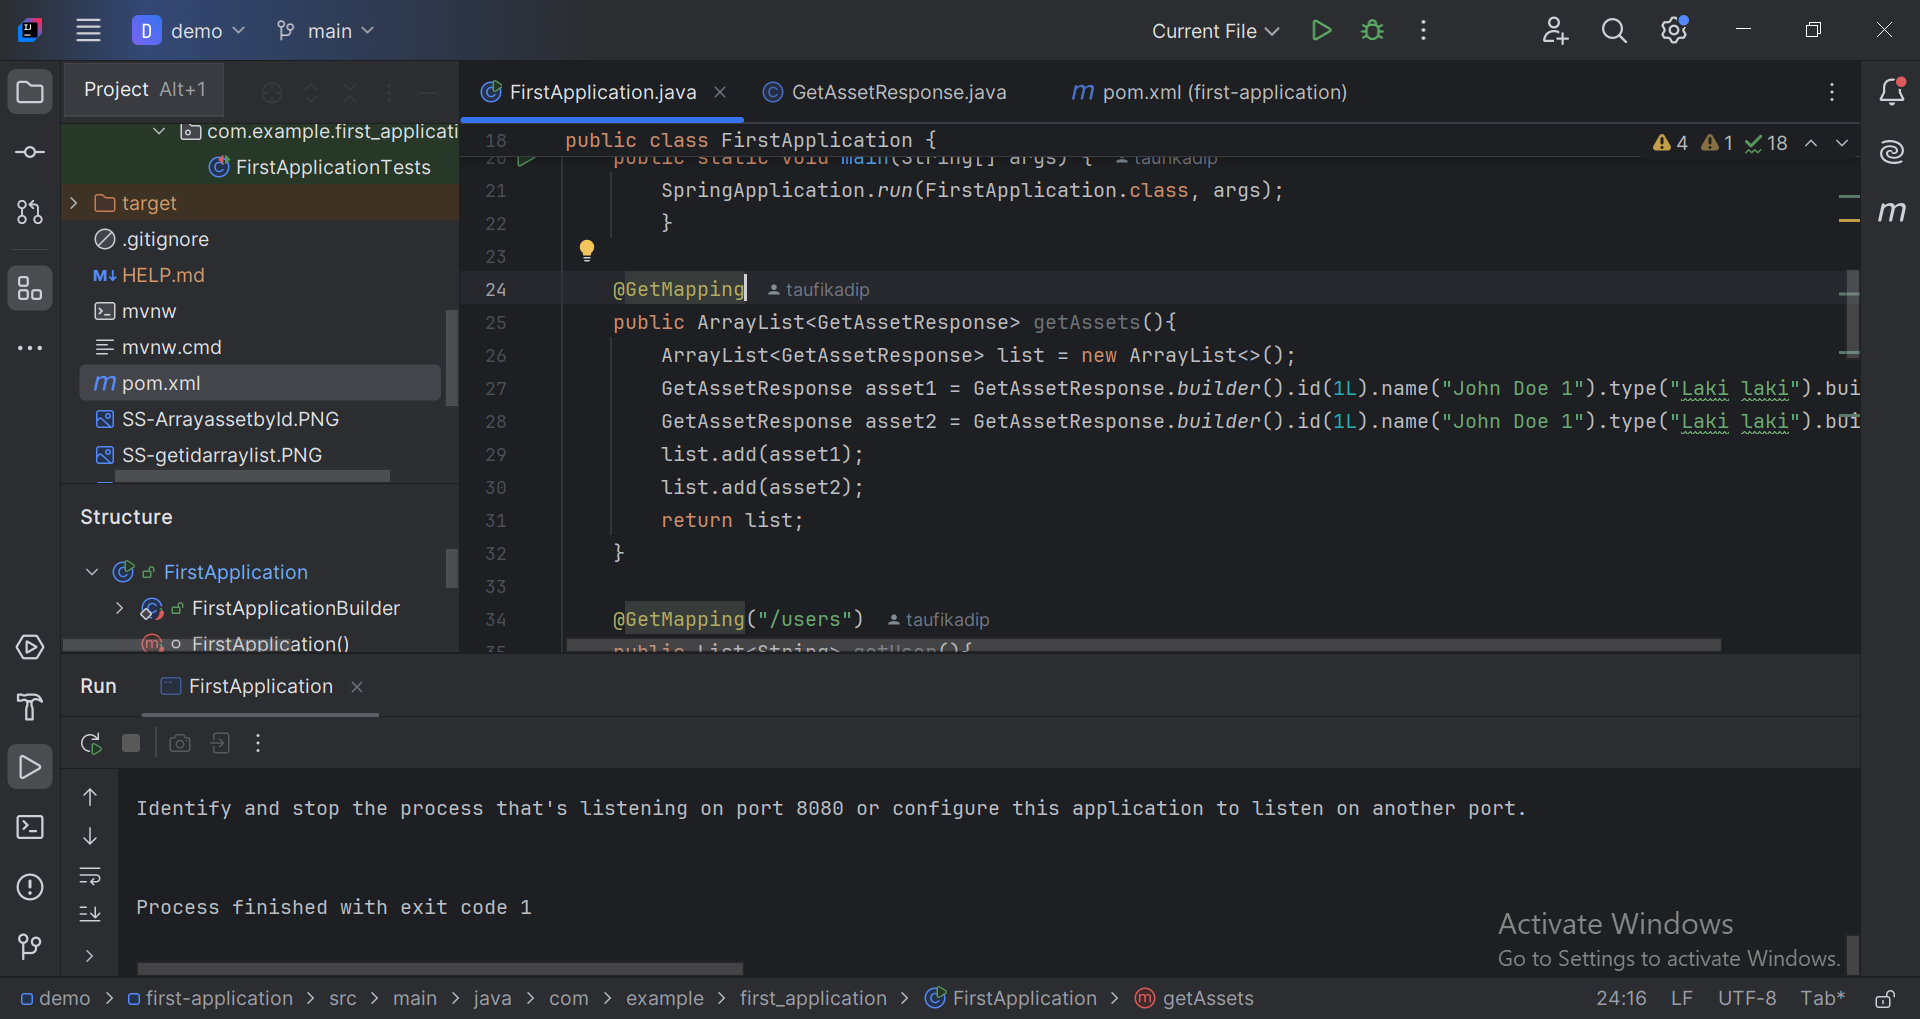 D demo main Current File
Project Alt+1
FirstApplication.java GetAssetResponse.java m pom.xml (first-application)
com.example.first_applicati
FirstApplicationTests
target
.gitignore
M↓ HELP.md
mvnw
mvnw.cmd
m pom.xml
SS-ArrayassetbyId.PNG
SS-getidarraylist.PNG
Structure
FirstApplication
FirstApplicationBuilder
FirstApplication()
18 public class FirstApplication { 4 1 18
20 public static void main(String[] args) { taufikadip
21 SpringApplication.run(FirstApplication.class, args);
22 }
23
24 @GetMapping taufikadip
25 public ArrayList<GetAssetResponse> getAssets(){
26 ArrayList<GetAssetResponse> list = new ArrayList<>();
27 GetAssetResponse asset1 = GetAssetResponse.builder().id(1L).name("John Doe 1").type("Laki laki").bui
28 GetAssetResponse asset2 = GetAssetResponse.builder().id(1L).name("John Doe 1").type("Laki laki").bui
29 list.add(asset1);
30 list.add(asset2);
31 return list;
32 }
33
34 @GetMapping("/users") taufikadip
35 public List<String> getUser(){
m
Run FirstApplication
Identify and stop the process that's listening on port 8080 or configure this application to listen on another port.
Process finished with exit code 1
Activate Windows
Go to Settings to activate Windows.
demo > first-application > src > main > java > com > example > first_application > FirstApplication > m getAssets 24:16 LF UTF-8 Tab*